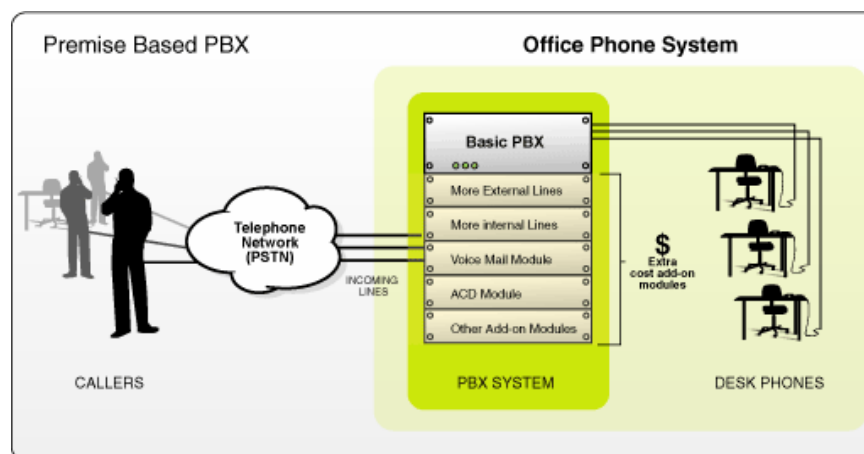 Premise Based PBX
Office Phone System
Basic PBX
More External Lines
More internal Lines
Voice Mail Module
ACD Module
Other Add-on Modules
Telephone
Network
(PSTN)
INCOMING
LINES
$
Extra
cost add-on
modules
CALLERS
PBX SYSTEM
DESK PHONES